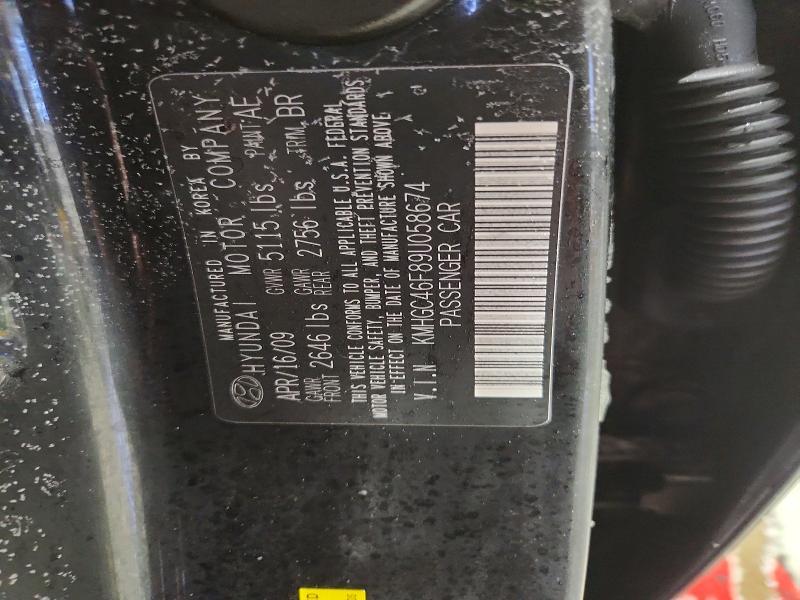 MANUFACTURED IN KOREA BY
HYUNDAI MOTOR COMPANY
APR/16/09 GVWR 5115 lbs PAINT AE
GAWR FRONT 2646 lbs GAWR REAR 2756 lbs TRIM BR
THIS VEHICLE CONFORMS TO ALL APPLICABLE U.S.A. FEDERAL
MOTOR VEHICLE SAFETY, BUMPER, AND THEFT PREVENTION STANDARDS
IN EFFECT ON THE DATE OF MANUFACTURE SHOWN ABOVE
V.I.N KMHGC46F89U058674
PASSENGER CAR